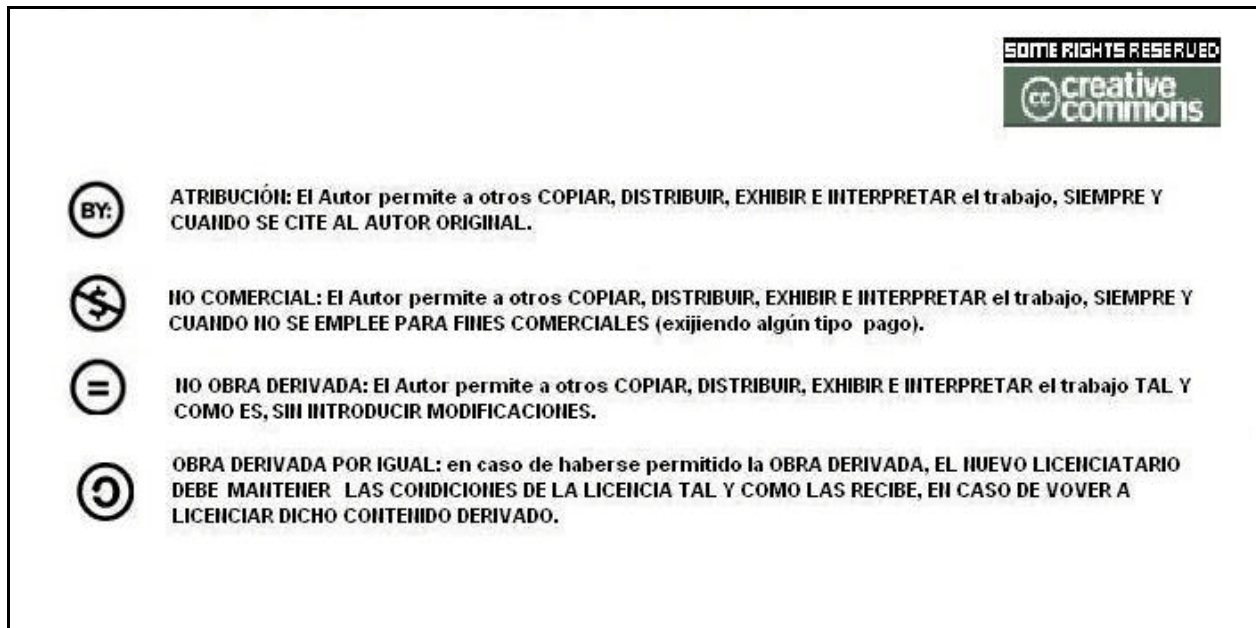 SOME RIGHTS RESERVED
cc creative
commons
BY:
ATRIBUCIÓN: El Autor permite a otros COPIAR, DISTRIBUIR, EXHIBIR E INTERPRETAR el trabajo, SIEMPRE Y
CUANDO SE CITE AL AUTOR ORIGINAL.
$
NO COMERCIAL: El Autor permite a otros COPIAR, DISTRIBUIR, EXHIBIR E INTERPRETAR el trabajo, SIEMPRE Y
CUANDO NO SE EMPLEE PARA FINES COMERCIALES (exijiendo algún tipo pago).
=
NO OBRA DERIVADA: El Autor permite a otros COPIAR, DISTRIBUIR, EXHIBIR E INTERPRETAR el trabajo TAL Y
COMO ES, SIN INTRODUCIR MODIFICACIONES.
OBRA DERIVADA POR IGUAL: en caso de haberse permitido la OBRA DERIVADA, EL NUEVO LICENCIATARIO
DEBE MANTENER LAS CONDICIONES DE LA LICENCIA TAL Y COMO LAS RECIBE, EN CASO DE VOVER A
LICENCIAR DICHO CONTENIDO DERIVADO.